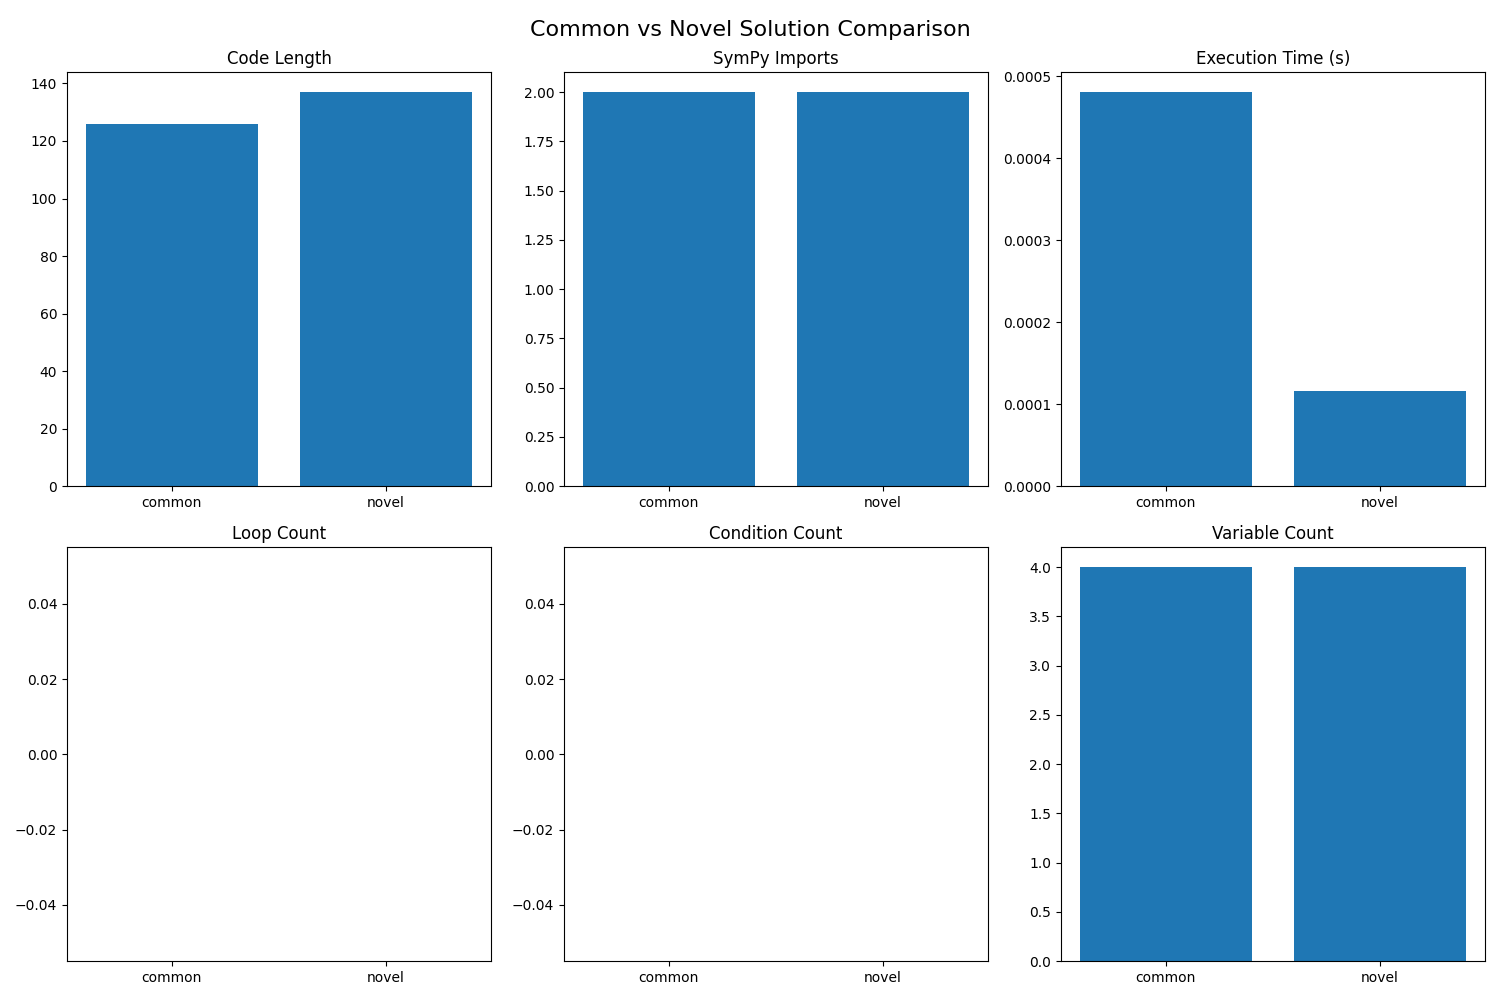 Common vs Novel Solution Comparison
Code Length
SymPy Imports
Execution Time (s)
140
120
100
80
60
40
20
0
common
novel
2.00
1.75
1.50
1.25
1.00
0.75
0.50
0.25
0.00
common
novel
0.0005
0.0004
0.0003
0.0002
0.0001
0.0000
common
novel
Loop Count
Condition Count
Variable Count
0.04
0.02
0.00
−0.02
−0.04
common
novel
0.04
0.02
0.00
−0.02
−0.04
common
novel
4.0
3.5
3.0
2.5
2.0
1.5
1.0
0.5
0.0
common
novel